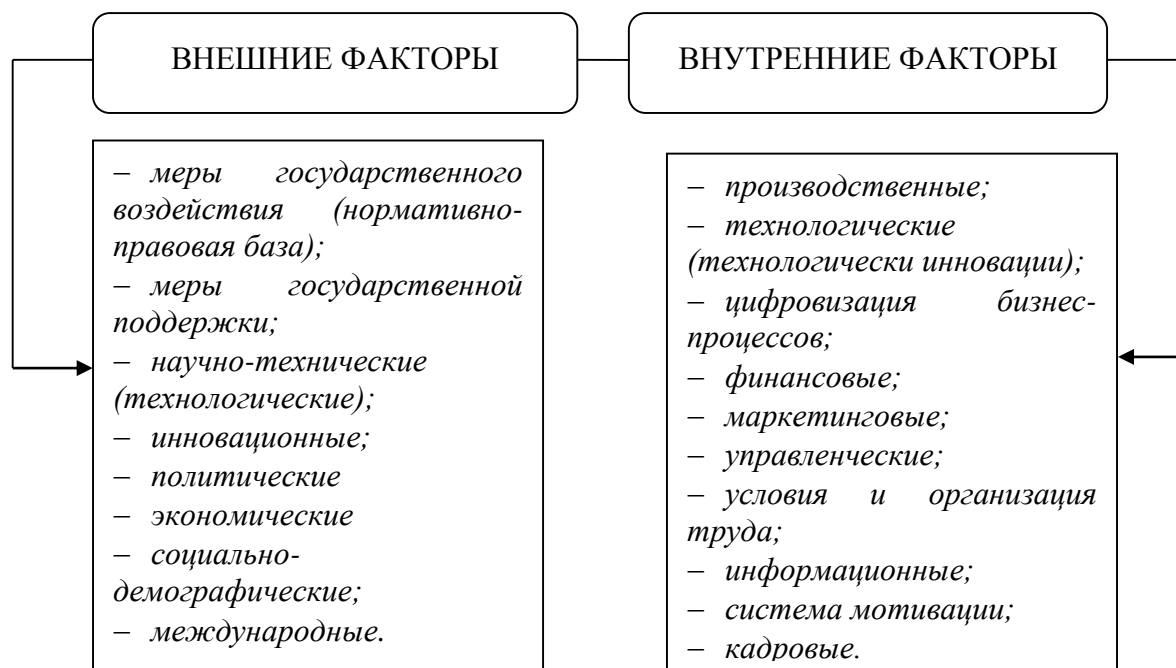 ВНЕШНИЕ ФАКТОРЫ
– меры государственного
воздействия (нормативно-
правовая база);
– меры государственной
поддержки;
– научно-технические
(технологические);
– инновационные;
– политические
– экономические
– социально-
демографические;
– международные.
ВНУТРЕННИЕ ФАКТОРЫ
– производственные;
– технологические
(технологически инновации);
– цифровизация бизнес-
процессов;
– финансовые;
– маркетинговые;
– управленческие;
– условия и организация
труда;
– информационные;
– система мотивации;
– кадровые.